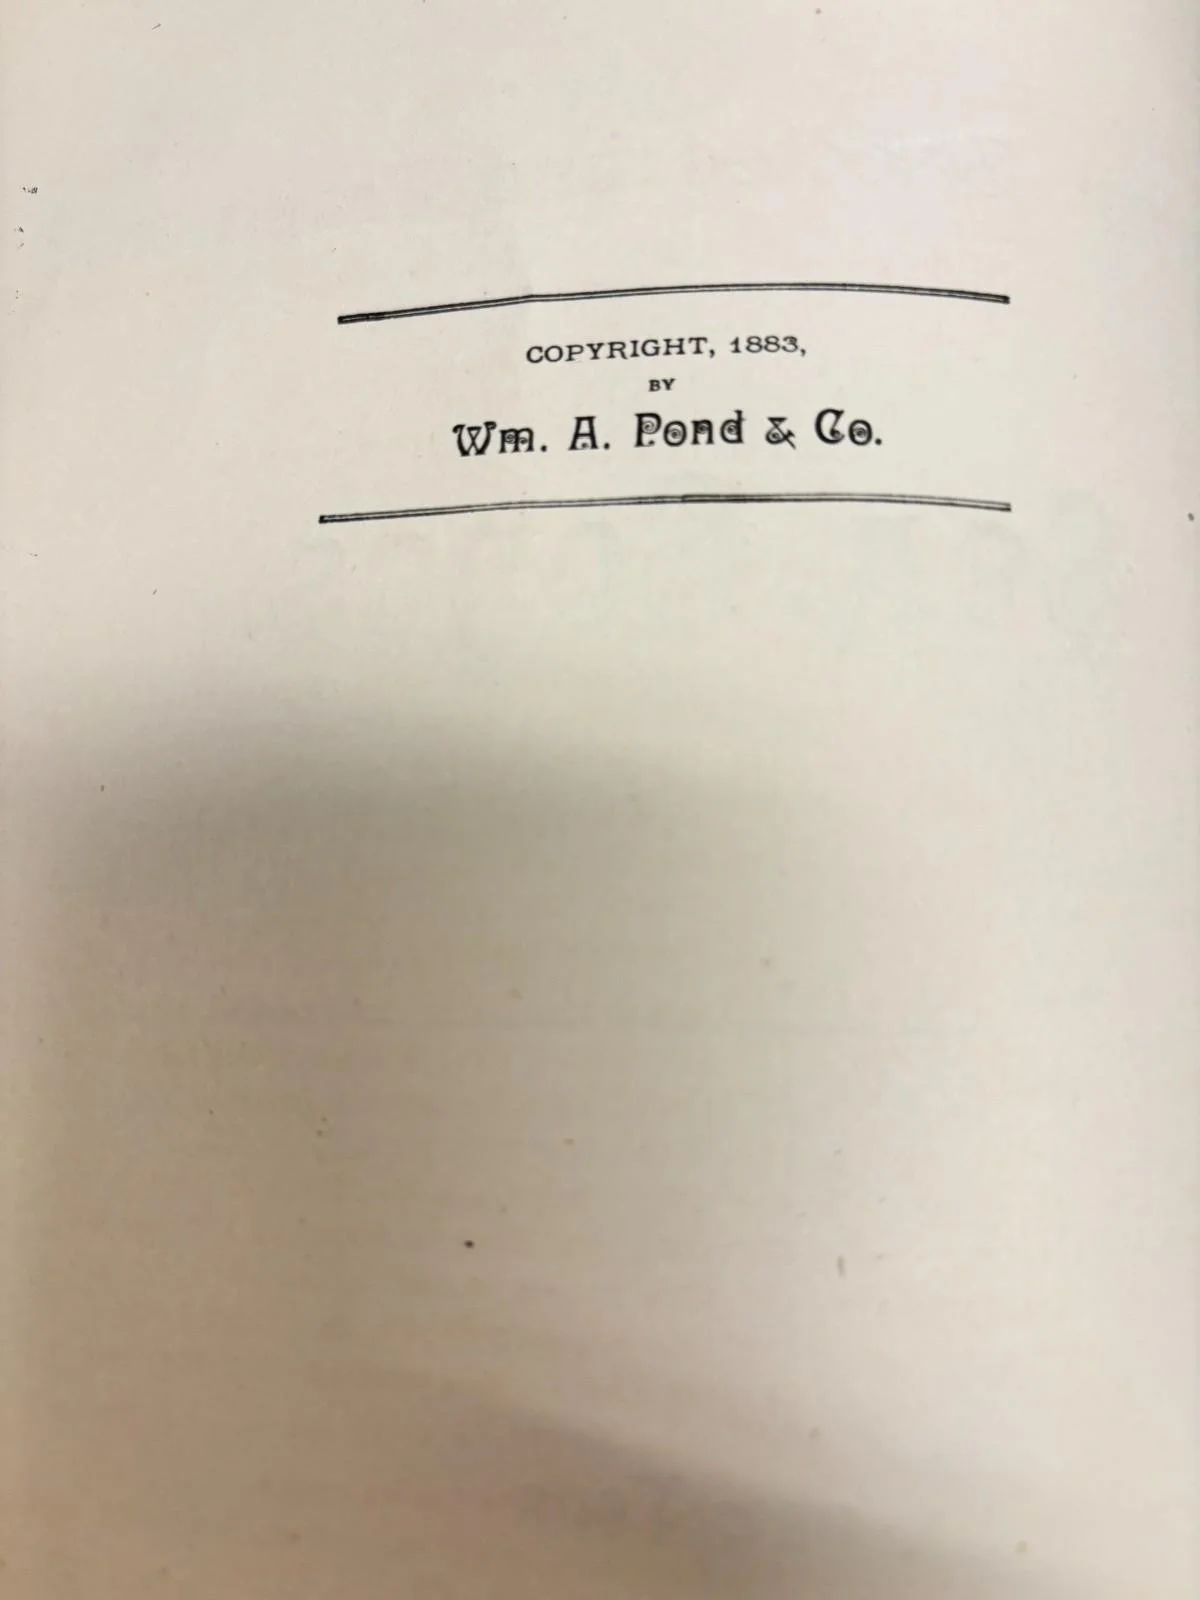 COPYRIGHT, 1883,
BY
Wm. A. Pond & Co.